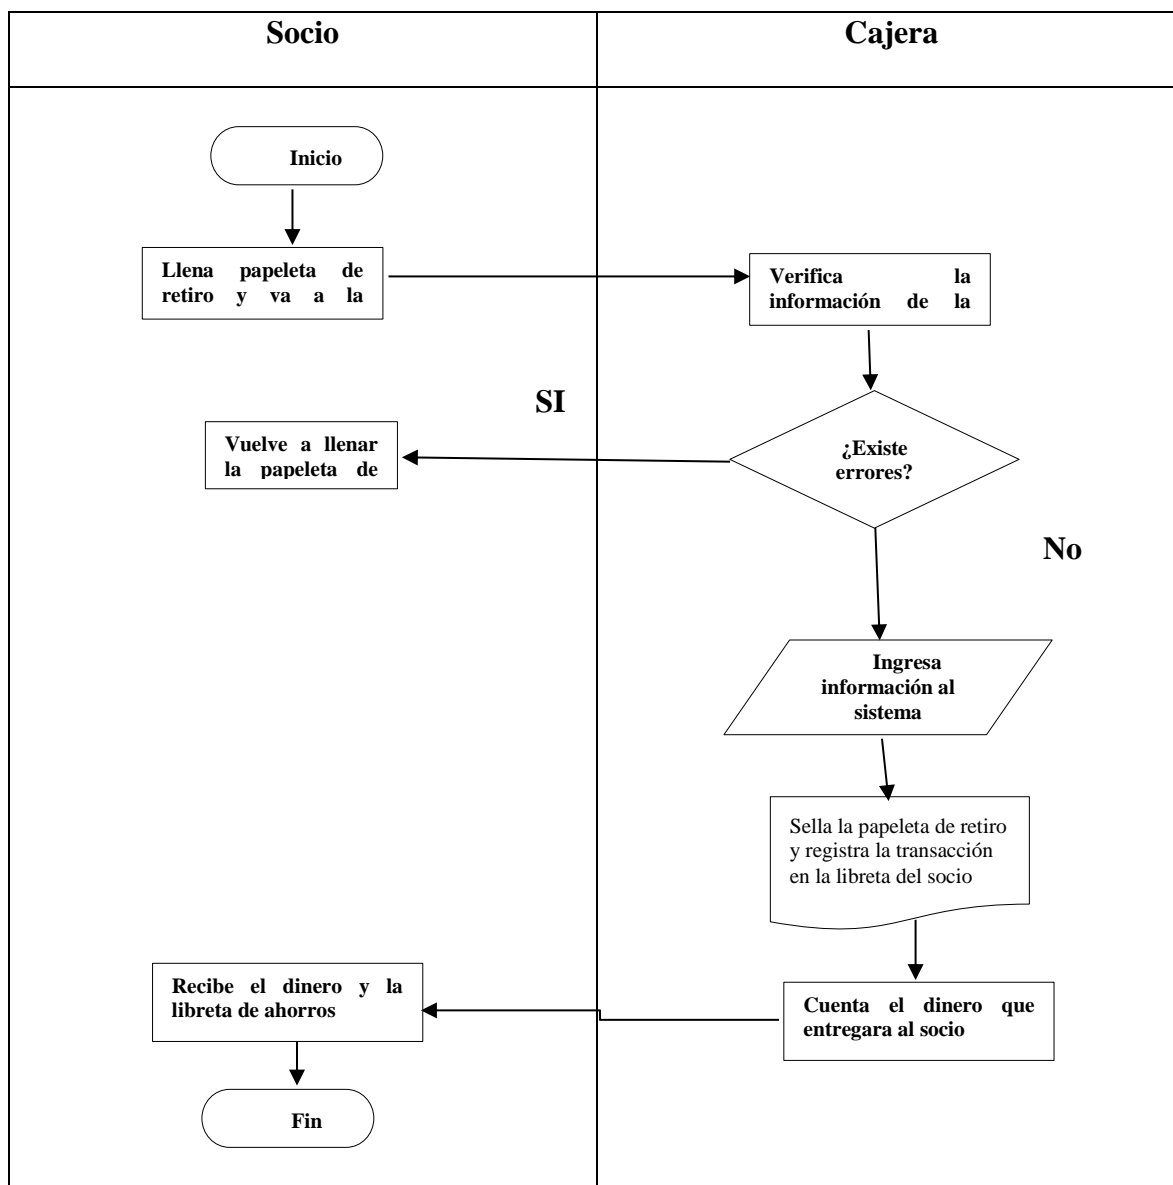 Socio
Cajera
Inicio
Llena papeleta de
retiro y va a la
Verifica la
información de la
SI
Vuelve a llenar
la papeleta de
¿Existe
errores?
No
Ingresa
información al
sistema
Sella la papeleta de retiro
y registra la transacción
en la libreta del socio
Recibe el dinero y la
libreta de ahorros
Cuenta el dinero que
entregara al socio
Fin